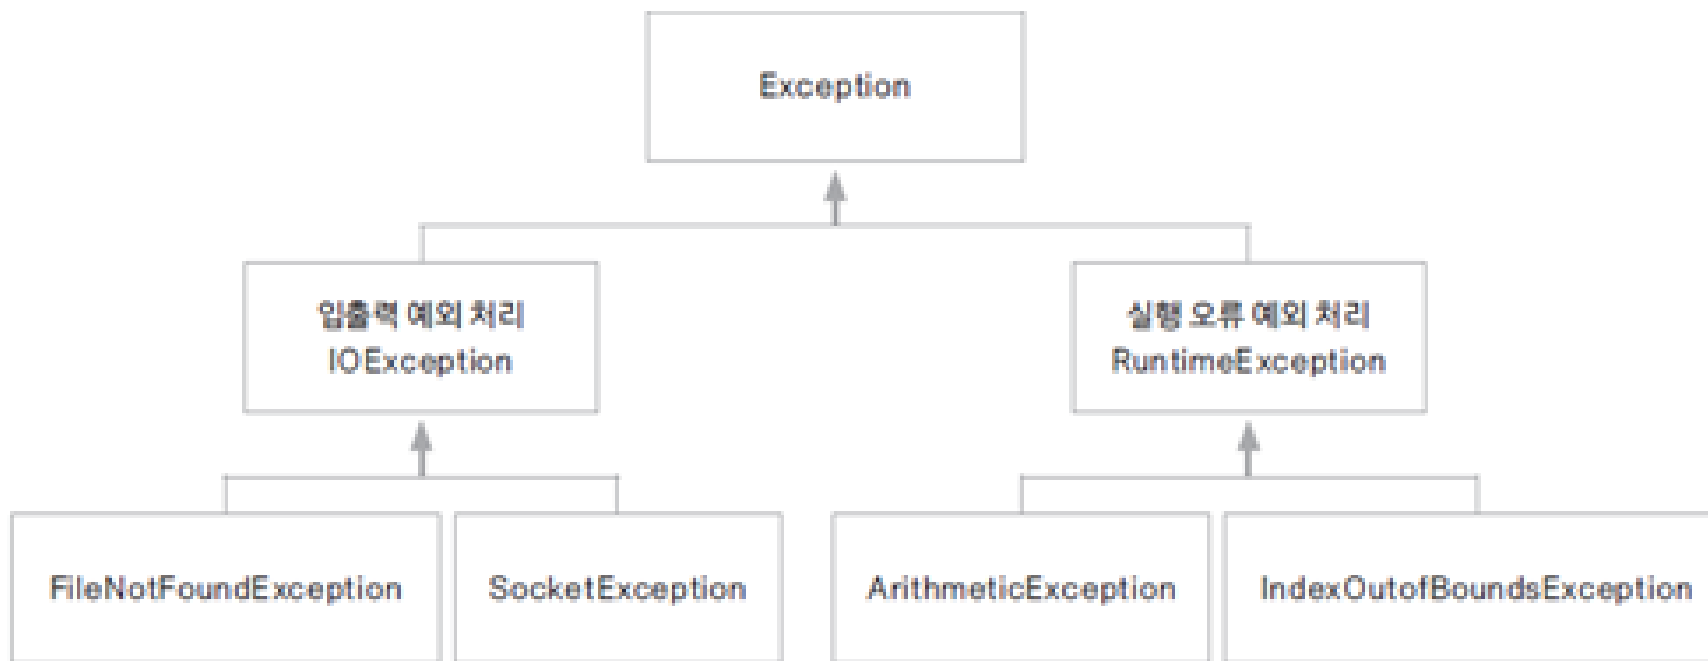 Exception
입출력 예외 처리
IOException
실행 오류 예외 처리
RuntimeException
FileNotFoundException
SocketException
ArithmeticException
IndexOutofBoundsException